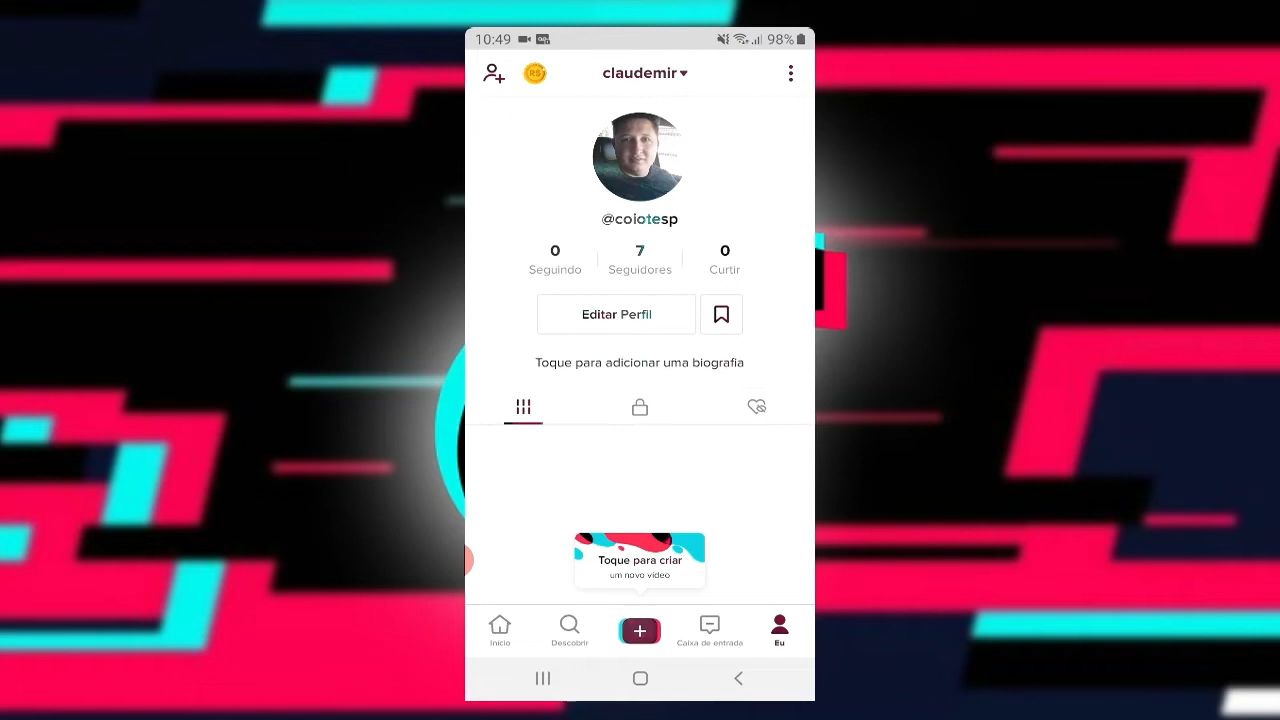 10:49 98%
claudemir
R$
@coiotesp
0 7 0
Seguindo Seguidores Curtir
Editar Perfil
Toque para adicionar uma biografia
Toque para criar
um novo vídeo
Início Descobrir Caixa de entrada Eu